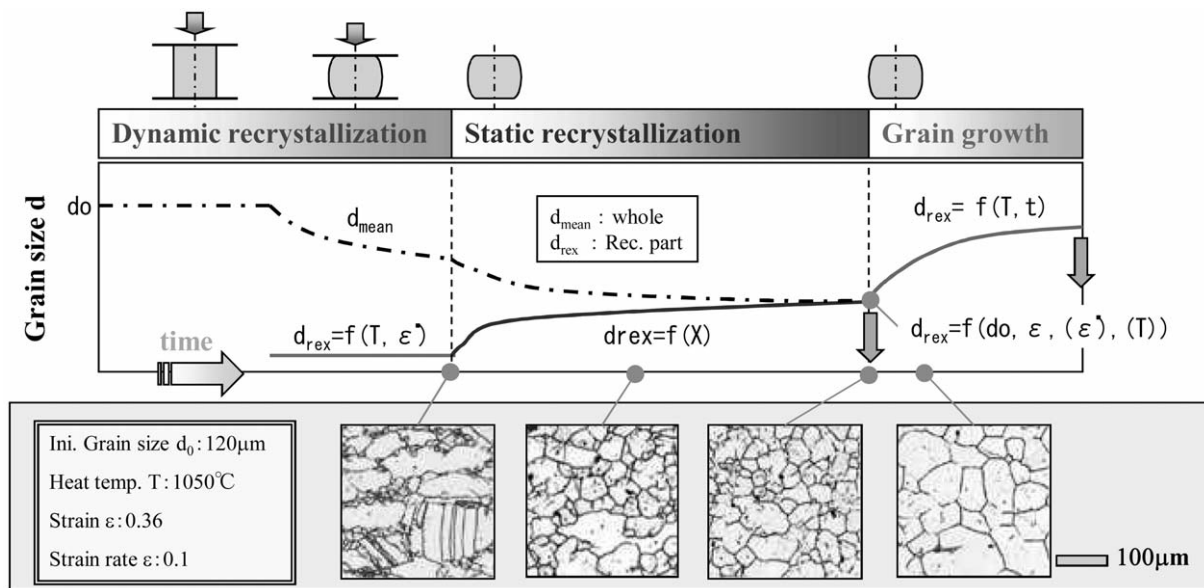 Dynamic recrystallization
Static recrystallization
Grain growth
Grain size d
do
d_mean
d_mean : whole
d_rex : Rec. part
d_rex= f(T, t)
time
d_rex=f(T, ε̇)
drex=f(X)
d_rex=f(do, ε, (ε̇), (T))
Ini. Grain size d₀:120μm
Heat temp. T:1050℃
Strain ε:0.36
Strain rate ε:0.1
100μm